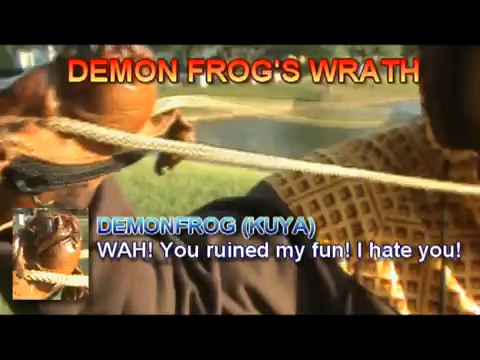 DEMON FROG'S WRATH
DEMONFROG (KUYA)
WAH! You ruined my fun! I hate you!